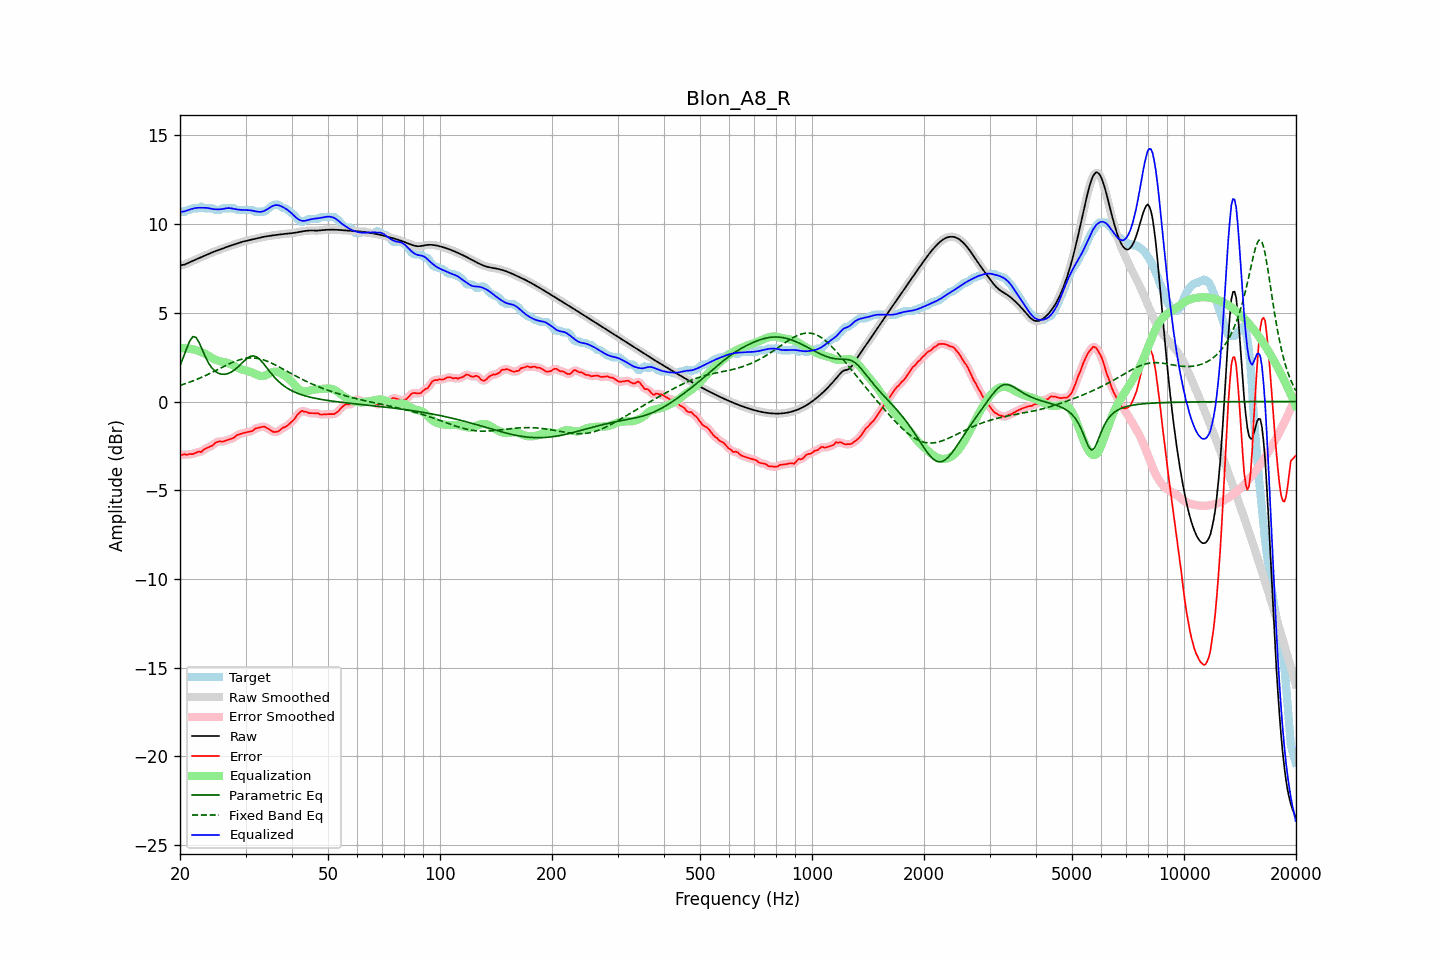 Blon_A8_R
15
10
5
0
−5
−10
−15
−20
−25
Amplitude (dBr)
Target
Raw Smoothed
Error Smoothed
Raw
Error
Equalization
Parametric Eq
Fixed Band Eq
Equalized
20 50 100 200 500 1000 2000 5000 10000 20000
Frequency (Hz)